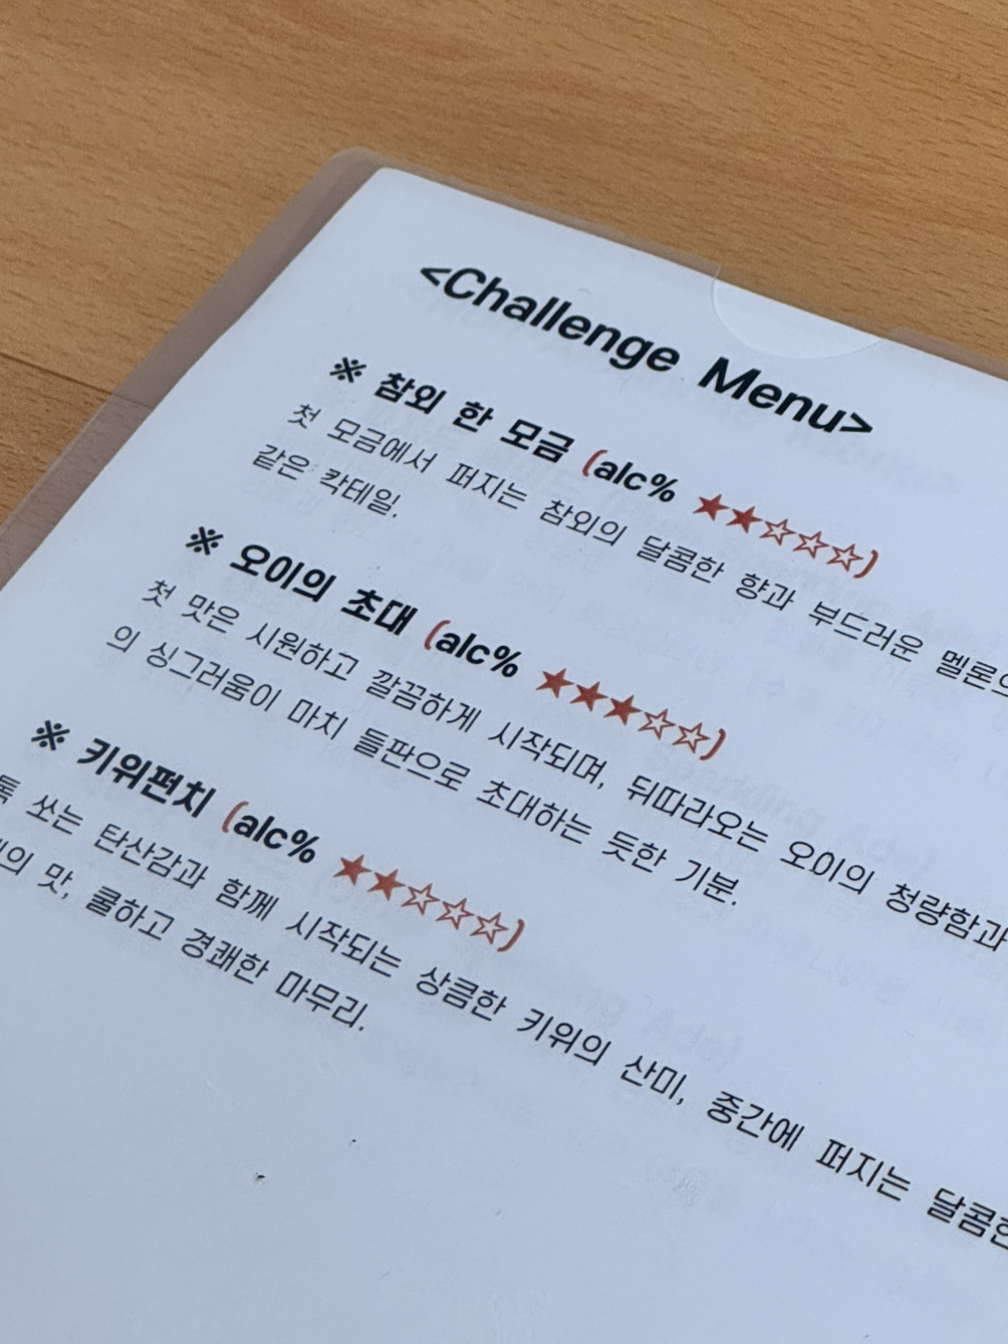 <Challenge Menu>
※ 참외 한 모금 (alc% ★★☆☆☆)
첫 모금에서 퍼지는 참외의 달콤한 향과 부드러운
같은 칵테일.
※ 오이의 초대 (alc% ★★★☆☆)
첫 맛은 시원하고 깔끔하게 시작되며, 뒤따라오는 오이의 청량함과
의 싱그러움이 마치 들판으로 초대하는 듯한 기분.
※ 키위펀치 (alc% ★★☆☆☆)
쏘는 탄산감과 함께 시작되는 상큼한 키위의 산미, 중간에 퍼지는 달콤한
맛, 쿨하고 경쾌한 마무리.